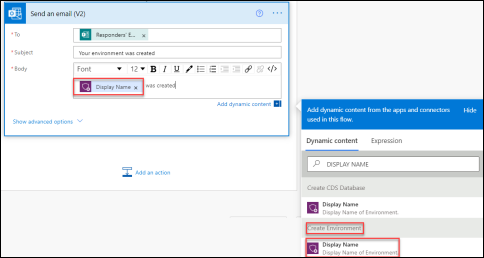 Send an email (V2)
* To
Responders' E... ×
* Subject
Your environment was created
* Body
Font
12
B I U
Display Name × was created
Add dynamic content
Show advanced options
Add an action
Add dynamic content from the apps and connectors used in this flow.
Hide
Dynamic content
Expression
DISPLAY NAME
Create CDS Database
Display Name
Display Name of Environment.
Create Environment
Display Name
Display Name of Environment.